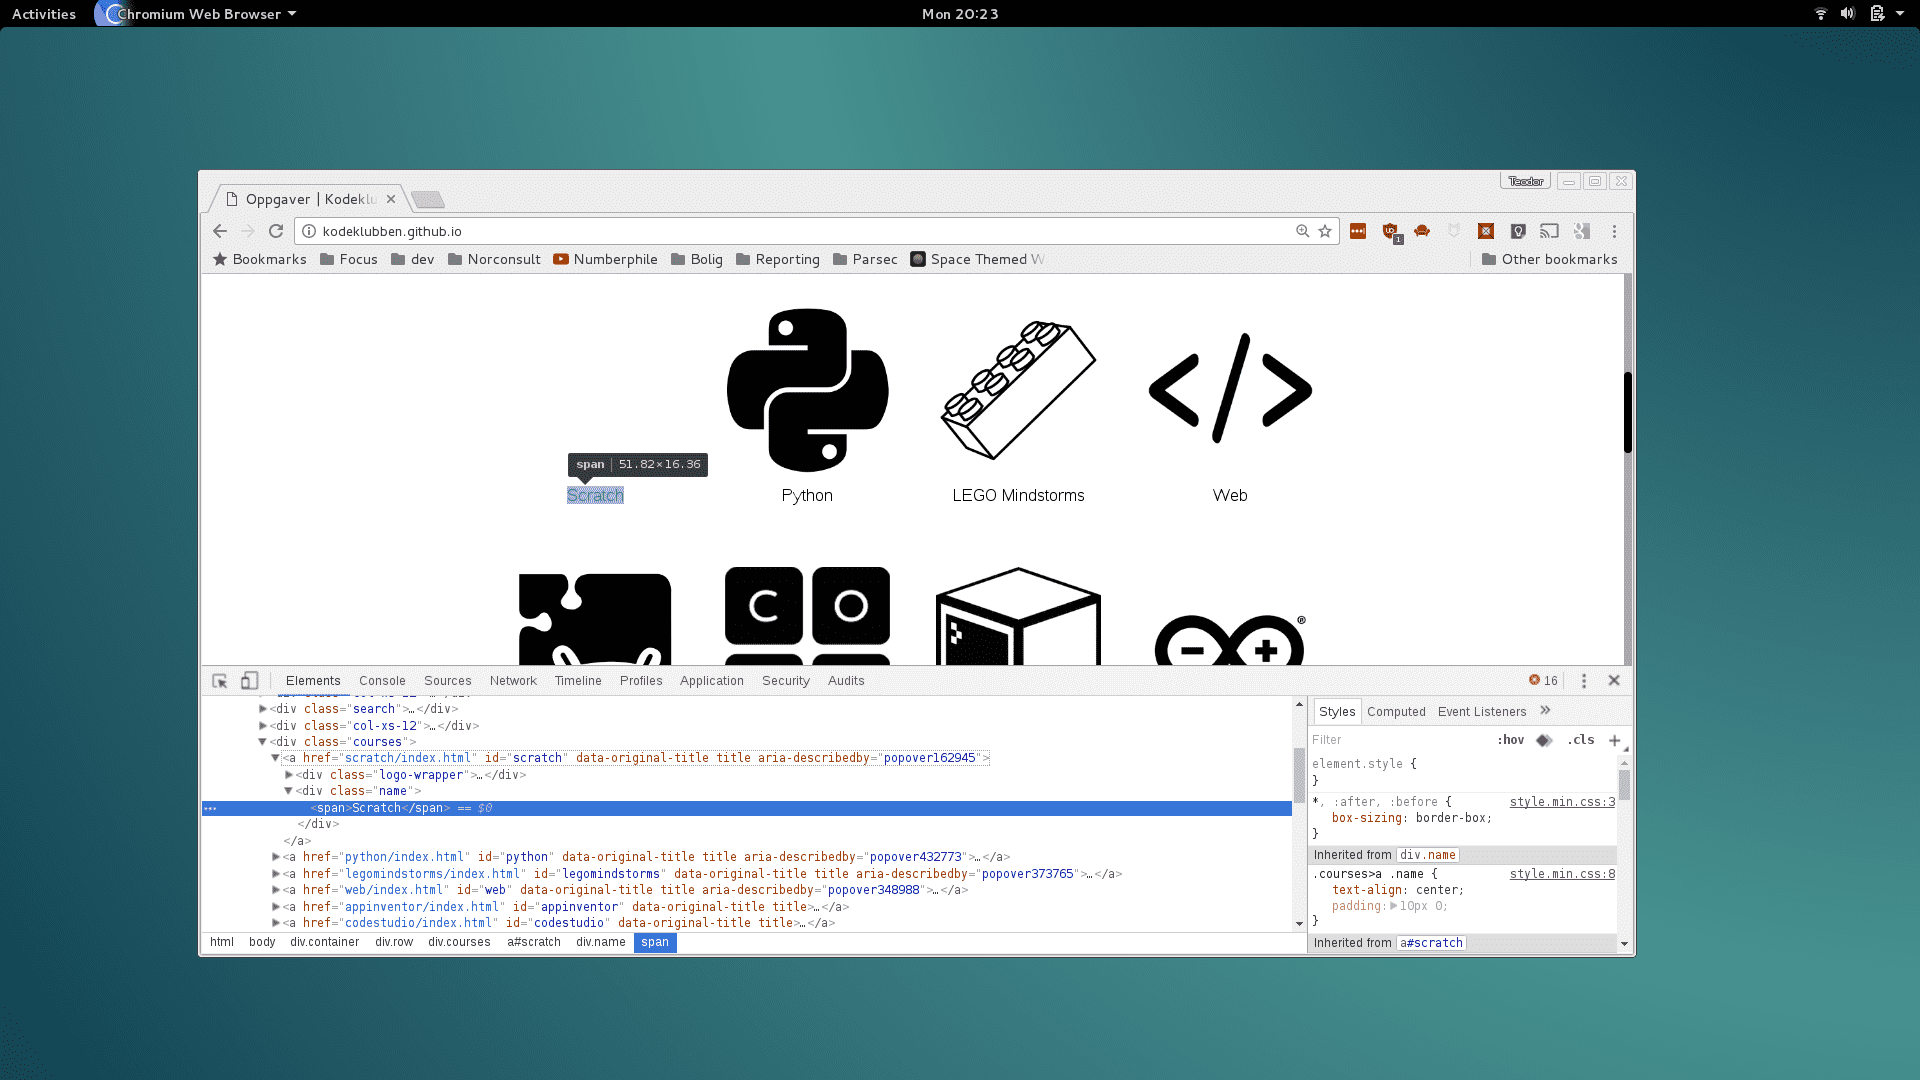 Activities Chromium Web Browser Mon 20:23
Teodor
Oppgaver | Kodeklu
kodeklubben.github.io 1
Bookmarks Focus dev Norconsult Numberphile Bolig Reporting Parsec Space Themed W Other bookmarks
span 51.82×16.36
Scratch Python LEGO Mindstorms Web
C O
®
Elements Console Sources Network Timeline Profiles Application Security Audits 16
<div class="search">…</div>
<div class="col-xs-12">…</div>
<div class="courses">
<a href="scratch/index.html" id="scratch" data-original-title title aria-describedby="popover162945">
<div class="logo-wrapper">…</div>
<div class="name">
<span>Scratch</span> == $0
</div>
</a>
<a href="python/index.html" id="python" data-original-title title aria-describedby="popover432773">…</a>
<a href="legomindstorms/index.html" id="legomindstorms" data-original-title title aria-describedby="popover373765">…</a>
<a href="web/index.html" id="web" data-original-title title aria-describedby="popover348988">…</a>
<a href="appinventor/index.html" id="appinventor" data-original-title title>…</a>
<a href="codestudio/index.html" id="codestudio" data-original-title title>…</a>
html body div.container div.row div.courses a#scratch div.name span
Styles Computed Event Listeners »
Filter :hov .cls +
element.style {
}
*, :after, :before { style.min.css:3
box-sizing: border-box;
}
Inherited from div.name
.courses>a .name { style.min.css:8
text-align: center;
padding: 10px 0;
}
Inherited from a#scratch